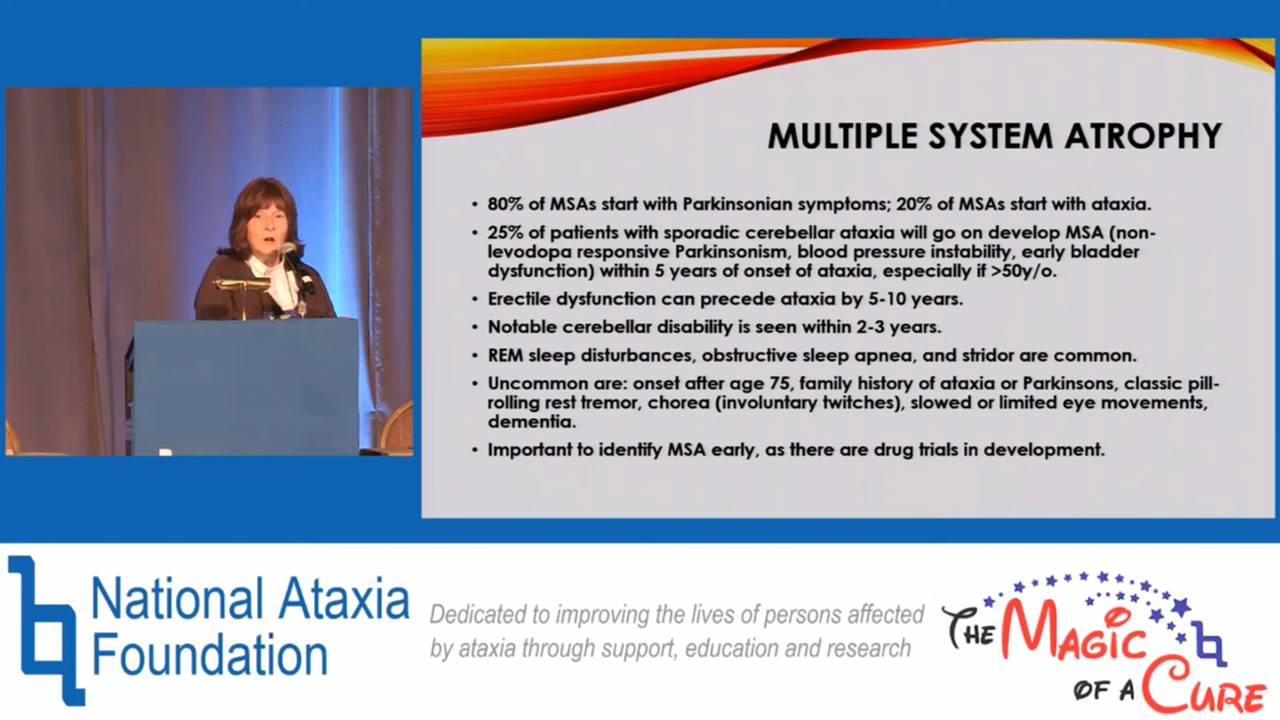 MULTIPLE SYSTEM ATROPHY
• 80% of MSAs start with Parkinsonian symptoms; 20% of MSAs start with ataxia.
• 25% of patients with sporadic cerebellar ataxia will go on develop MSA (non-
levodopa responsive Parkinsonism, blood pressure instability, early bladder
dysfunction) within 5 years of onset of ataxia, especially if >50y/o.
• Erectile dysfunction can precede ataxia by 5-10 years.
• Notable cerebellar disability is seen within 2-3 years.
• REM sleep disturbances, obstructive sleep apnea, and stridor are common.
• Uncommon are: onset after age 75, family history of ataxia or Parkinsons, classic pill-
rolling rest tremor, chorea (involuntary twitches), slowed or limited eye movements,
dementia.
• Important to identify MSA early, as there are drug trials in development.
National Ataxia
Foundation
Dedicated to improving the lives of persons affected
by ataxia through support, education and research
THE MAGIC
OF A CURE